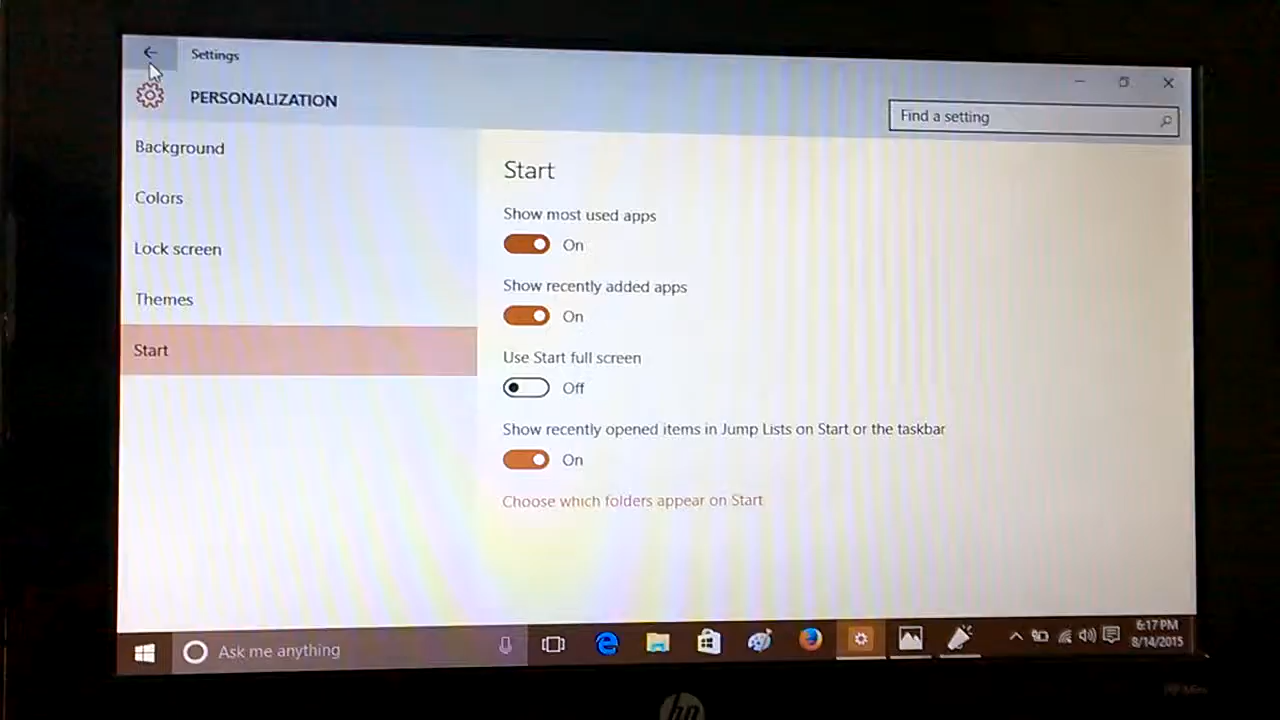 Settings
PERSONALIZATION
Find a setting
Background
Colors
Lock screen
Themes
Start
Start
Show most used apps
On
Show recently added apps
On
Use Start full screen
Off
Show recently opened items in Jump Lists on Start or the taskbar
On
Choose which folders appear on Start
Ask me anything
6:17 PM
8/14/2015
hp